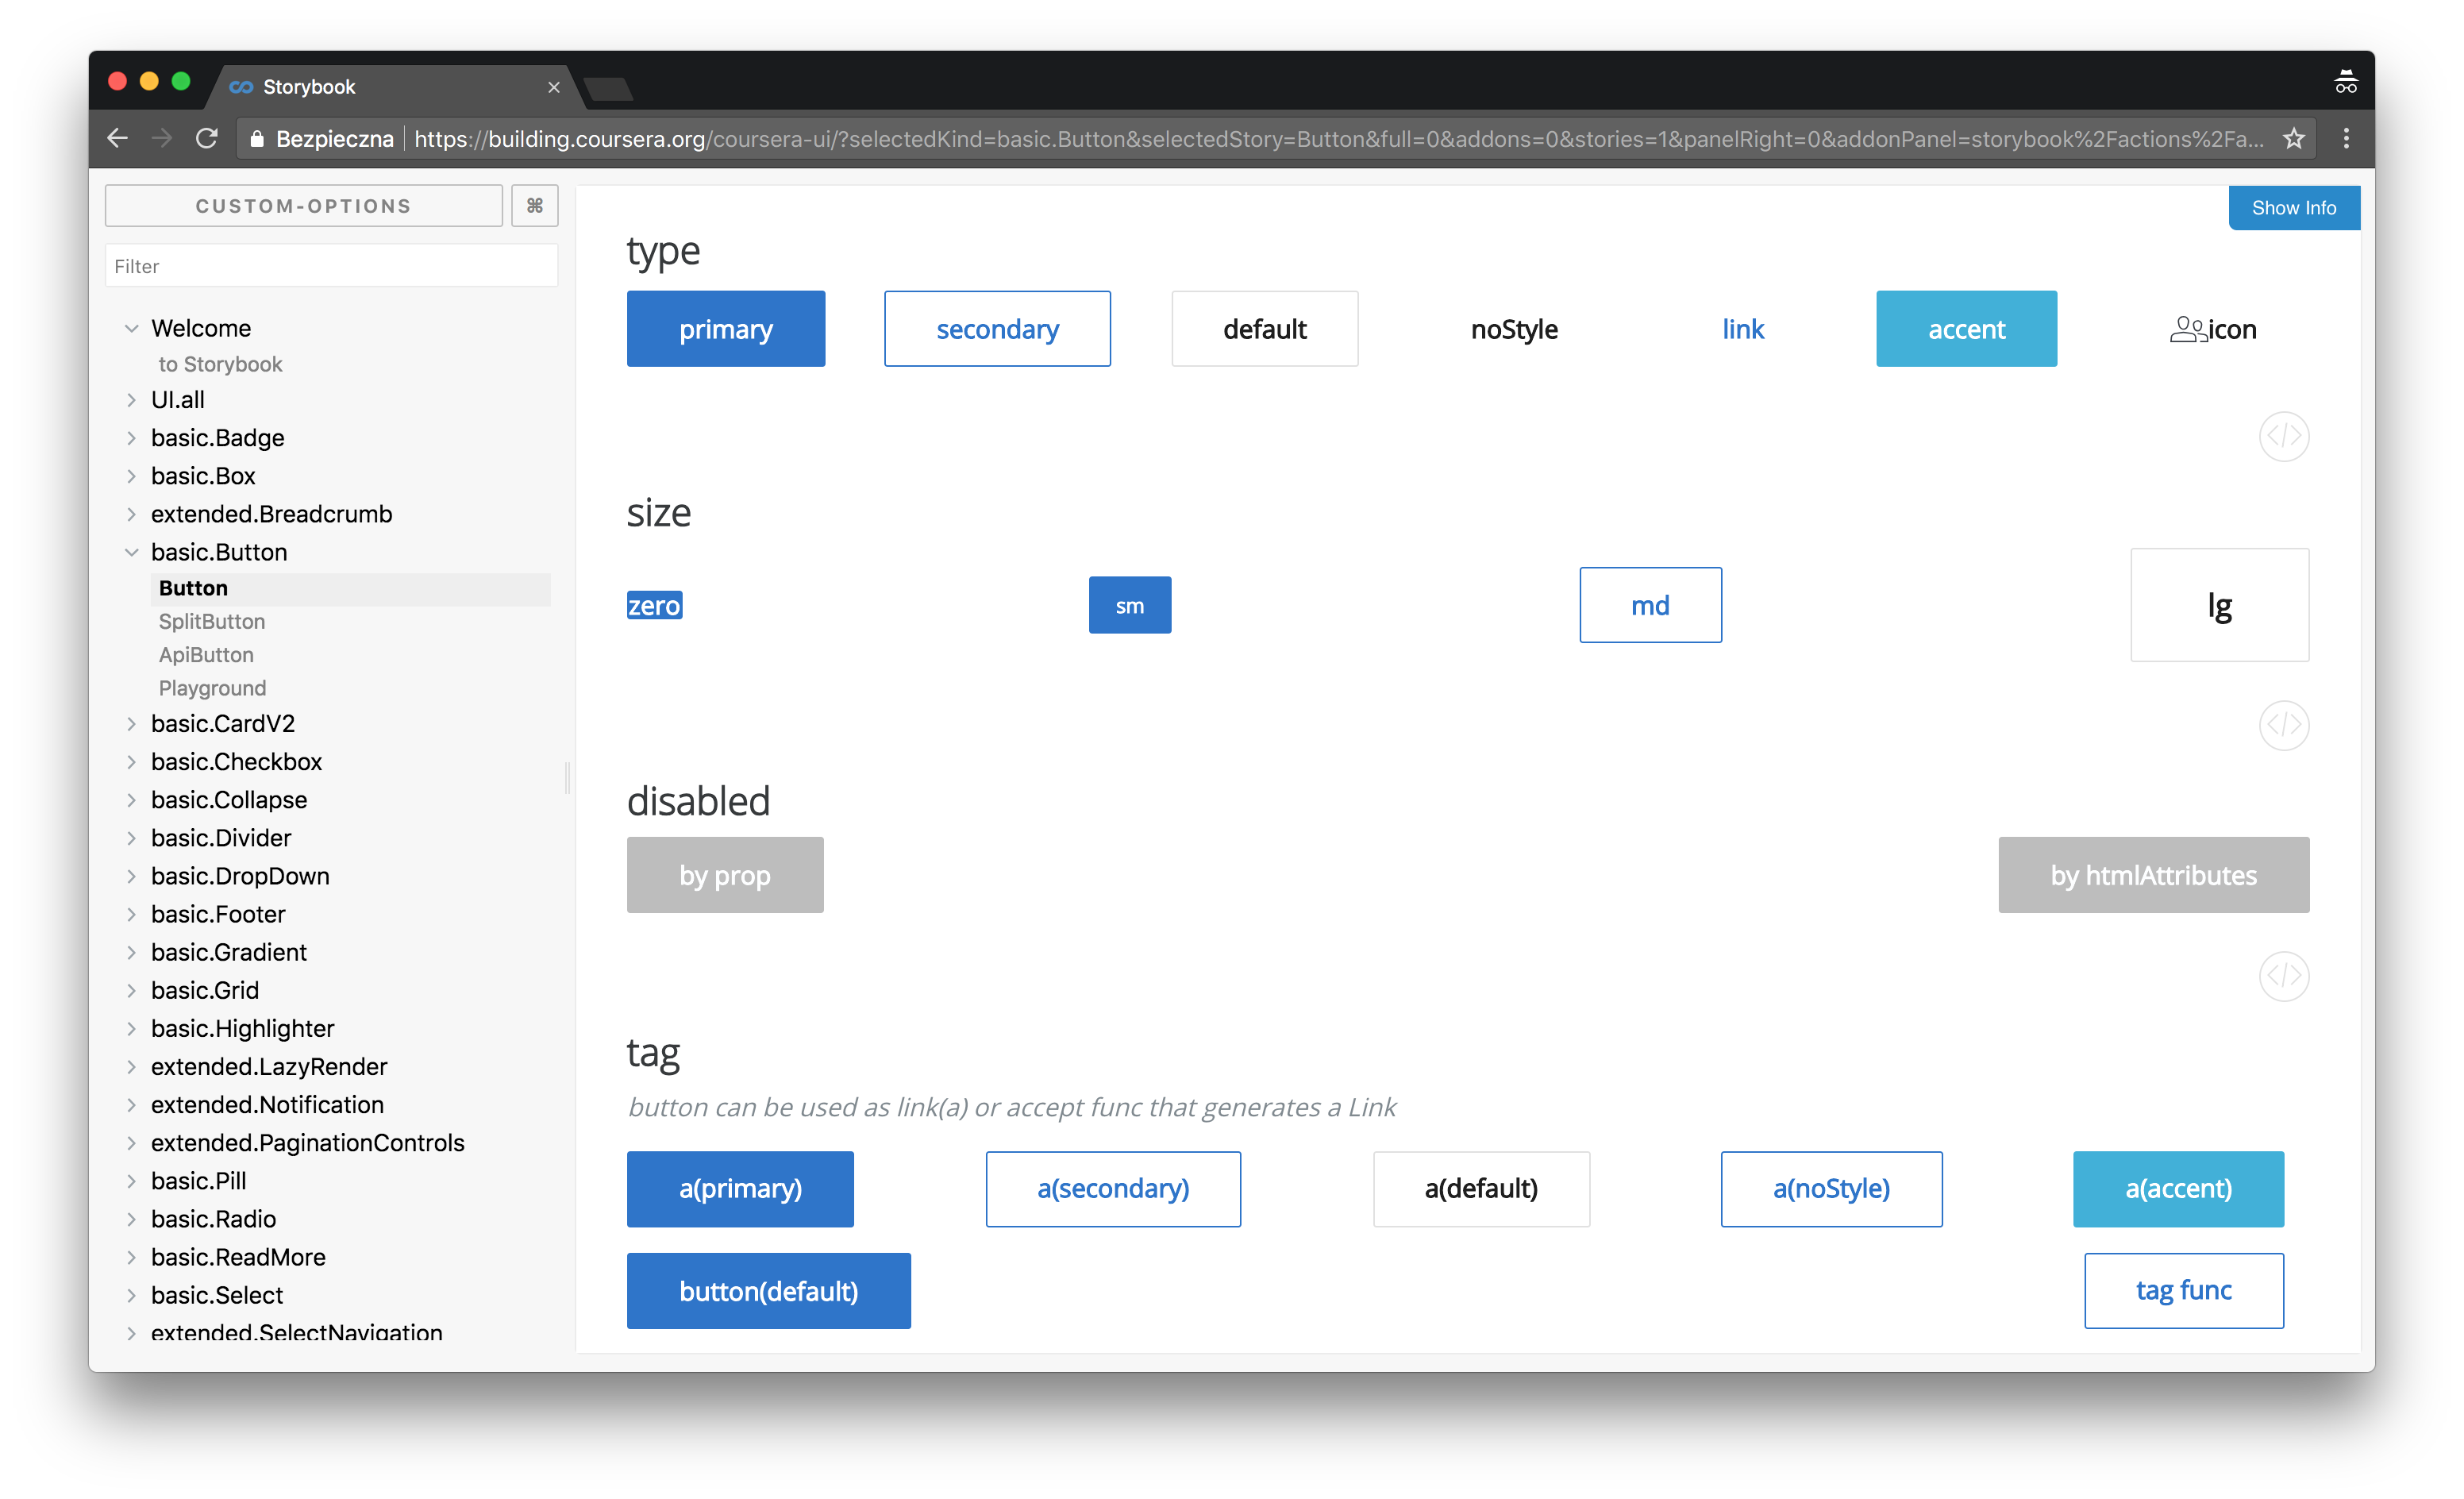 Storybook
Bezpieczna https://building.coursera.org/coursera-ui/?selectedKind=basic.Button&selectedStory=Button&full=0&addons=0&stories=1&panelRight=0&addonPanel=storybook%2Factions%2Fa...
CUSTOM-OPTIONS ⌘
Filter
Welcome
to Storybook
UI.all
basic.Badge
basic.Box
extended.Breadcrumb
basic.Button
Button
SplitButton
ApiButton
Playground
basic.CardV2
basic.Checkbox
basic.Collapse
basic.Divider
basic.DropDown
basic.Footer
basic.Gradient
basic.Grid
basic.Highlighter
extended.LazyRender
extended.Notification
extended.PaginationControls
basic.Pill
basic.Radio
basic.ReadMore
basic.Select
extended.SelectNavigation
Show Info
type
primary secondary default noStyle link accent icon
</>
size
zero sm md lg
</>
disabled
by prop by htmlAttributes
</>
tag
button can be used as link(a) or accept func that generates a Link
a(primary) a(secondary) a(default) a(noStyle) a(accent)
button(default) tag func